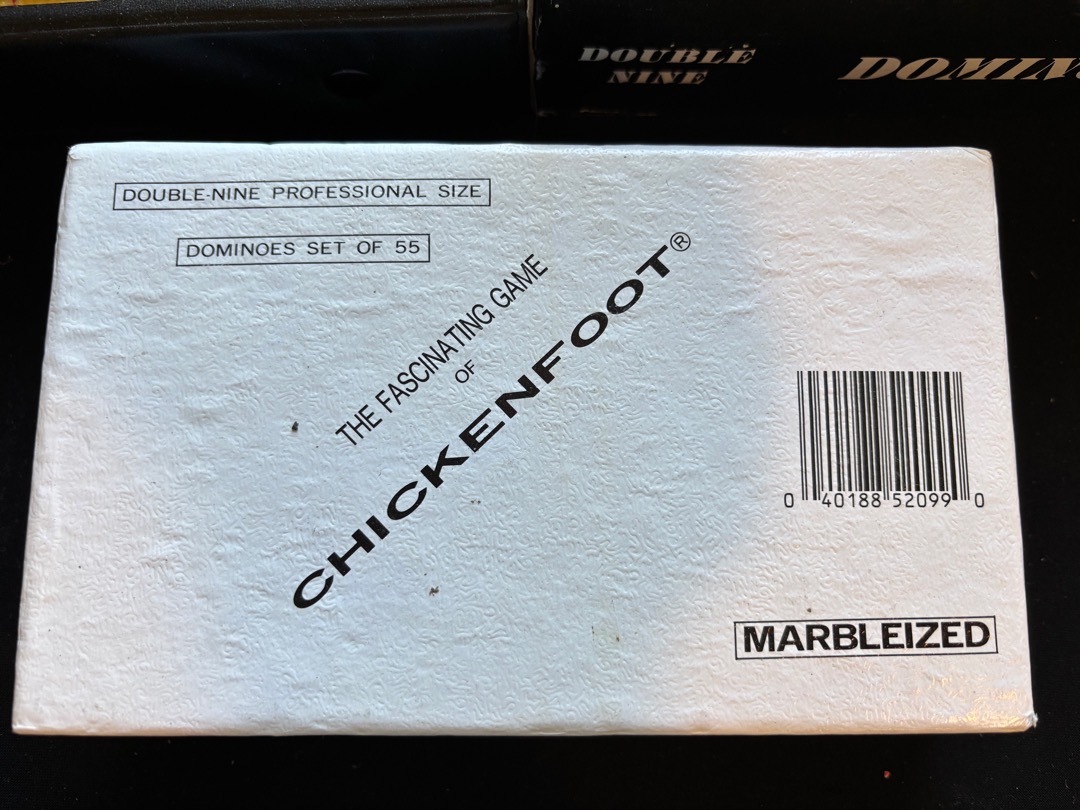 DOUBLE
NINE
DOUBLE-NINE PROFESSIONAL SIZE
DOMINOES SET OF 55
THE FASCINATING GAME
OF
CHICKENFOOT®
0 40188 52099 0
MARBLEIZED